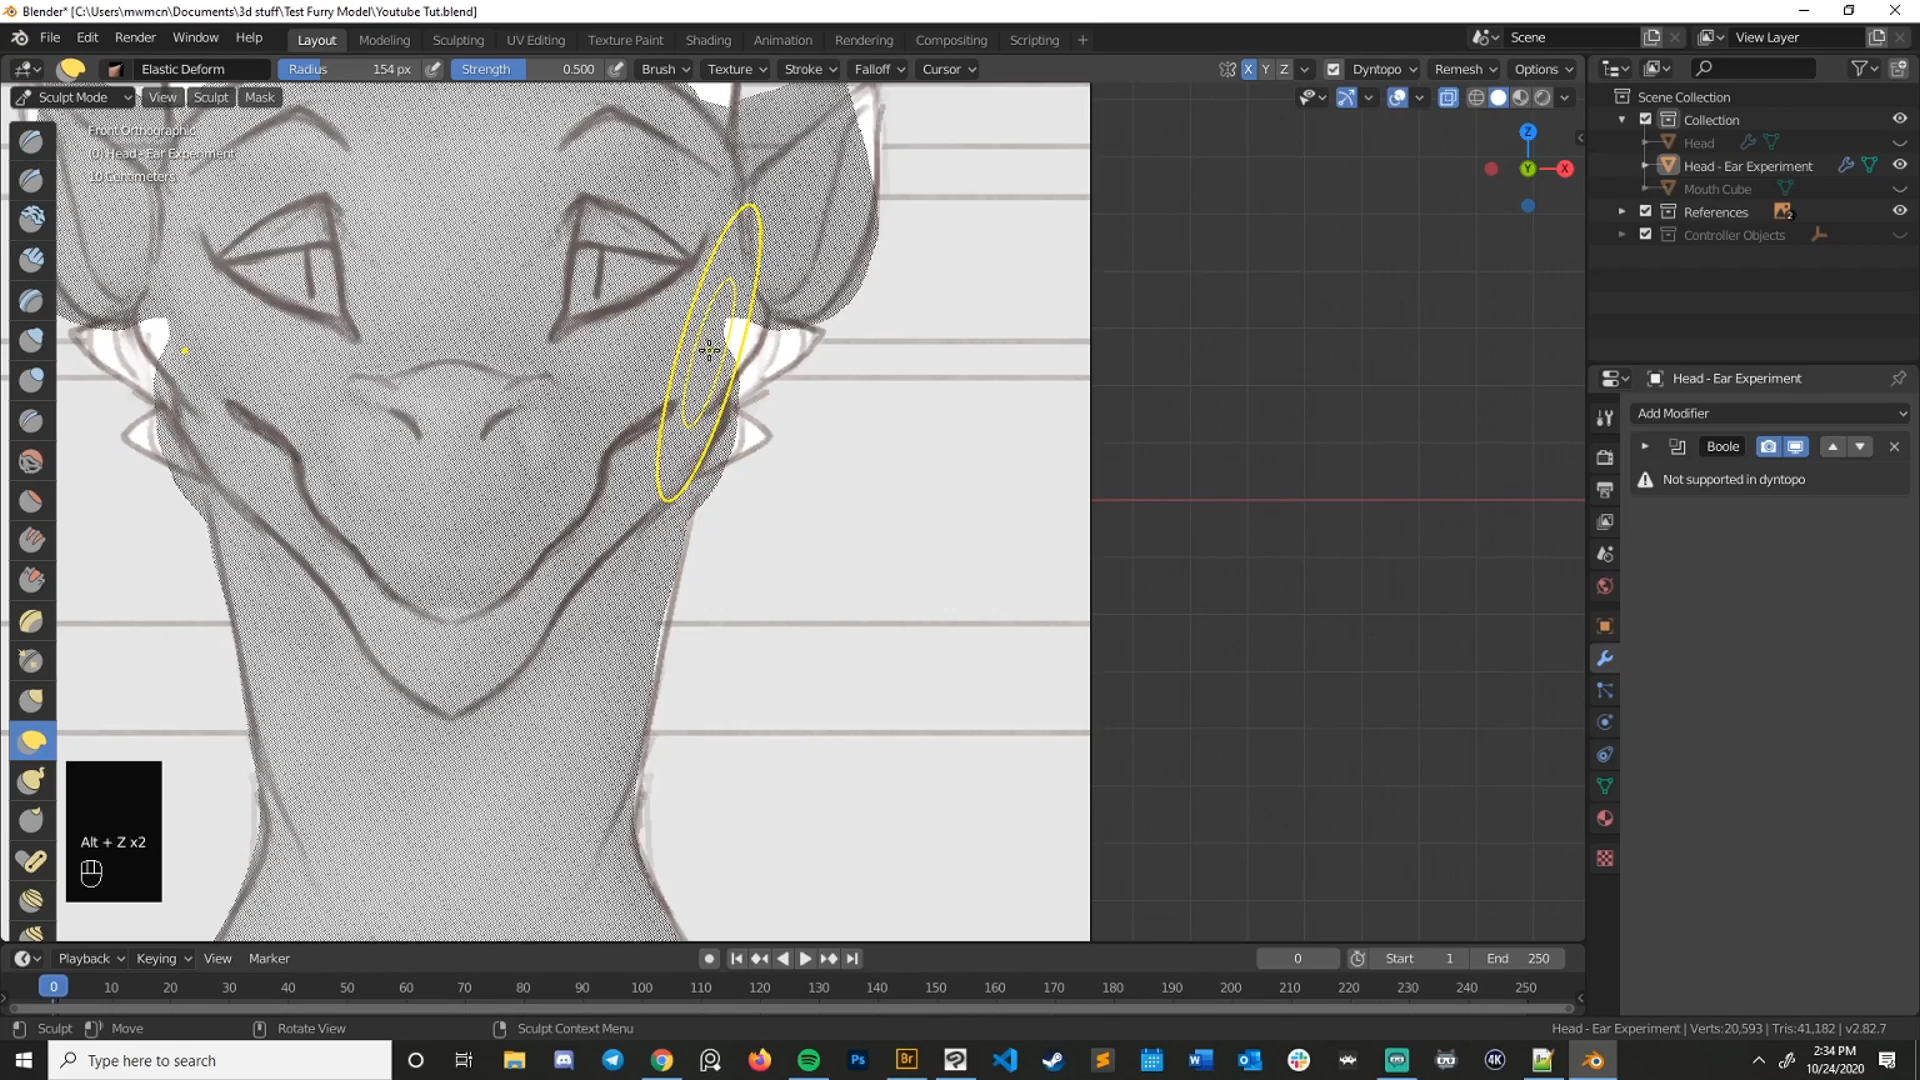 Blender* [C:\Users\mwmcn\Documents\3d stuff\Test Furry Model\Youtube Tut.blend]
File Edit Render Window Help Layout Modeling Sculpting UV Editing Texture Paint Shading Animation Rendering Compositing Scripting + Scene View Layer
Elastic Deform Radius 154 px Strength 0.500 Brush Texture Stroke Falloff Cursor X Y Z Dyntopo Remesh Options
Sculpt Mode View Sculpt Mask
Scene Collection
Collection
Head
Head - Ear Experiment
Mouth Cube
References 2
Controller Objects
Front Orthographic
(0) Head - Ear Experiment
10 Centimeters
Z
Y X
Head - Ear Experiment
Add Modifier
Boole
Not supported in dyntopo
Alt + Z x2
Playback Keying View Marker 0 Start 1 End 250
0 10 20 30 40 50 60 70 80 90 100 110 120 130 140 150 160 170 180 190 200 210 220 230 240 250
Sculpt Move Rotate View Sculpt Context Menu Head - Ear Experiment | Verts:20,593 | Tris:41,182 | v2.82.7
Type here to search Ps Br 4K 2:34 PM
10/24/2020